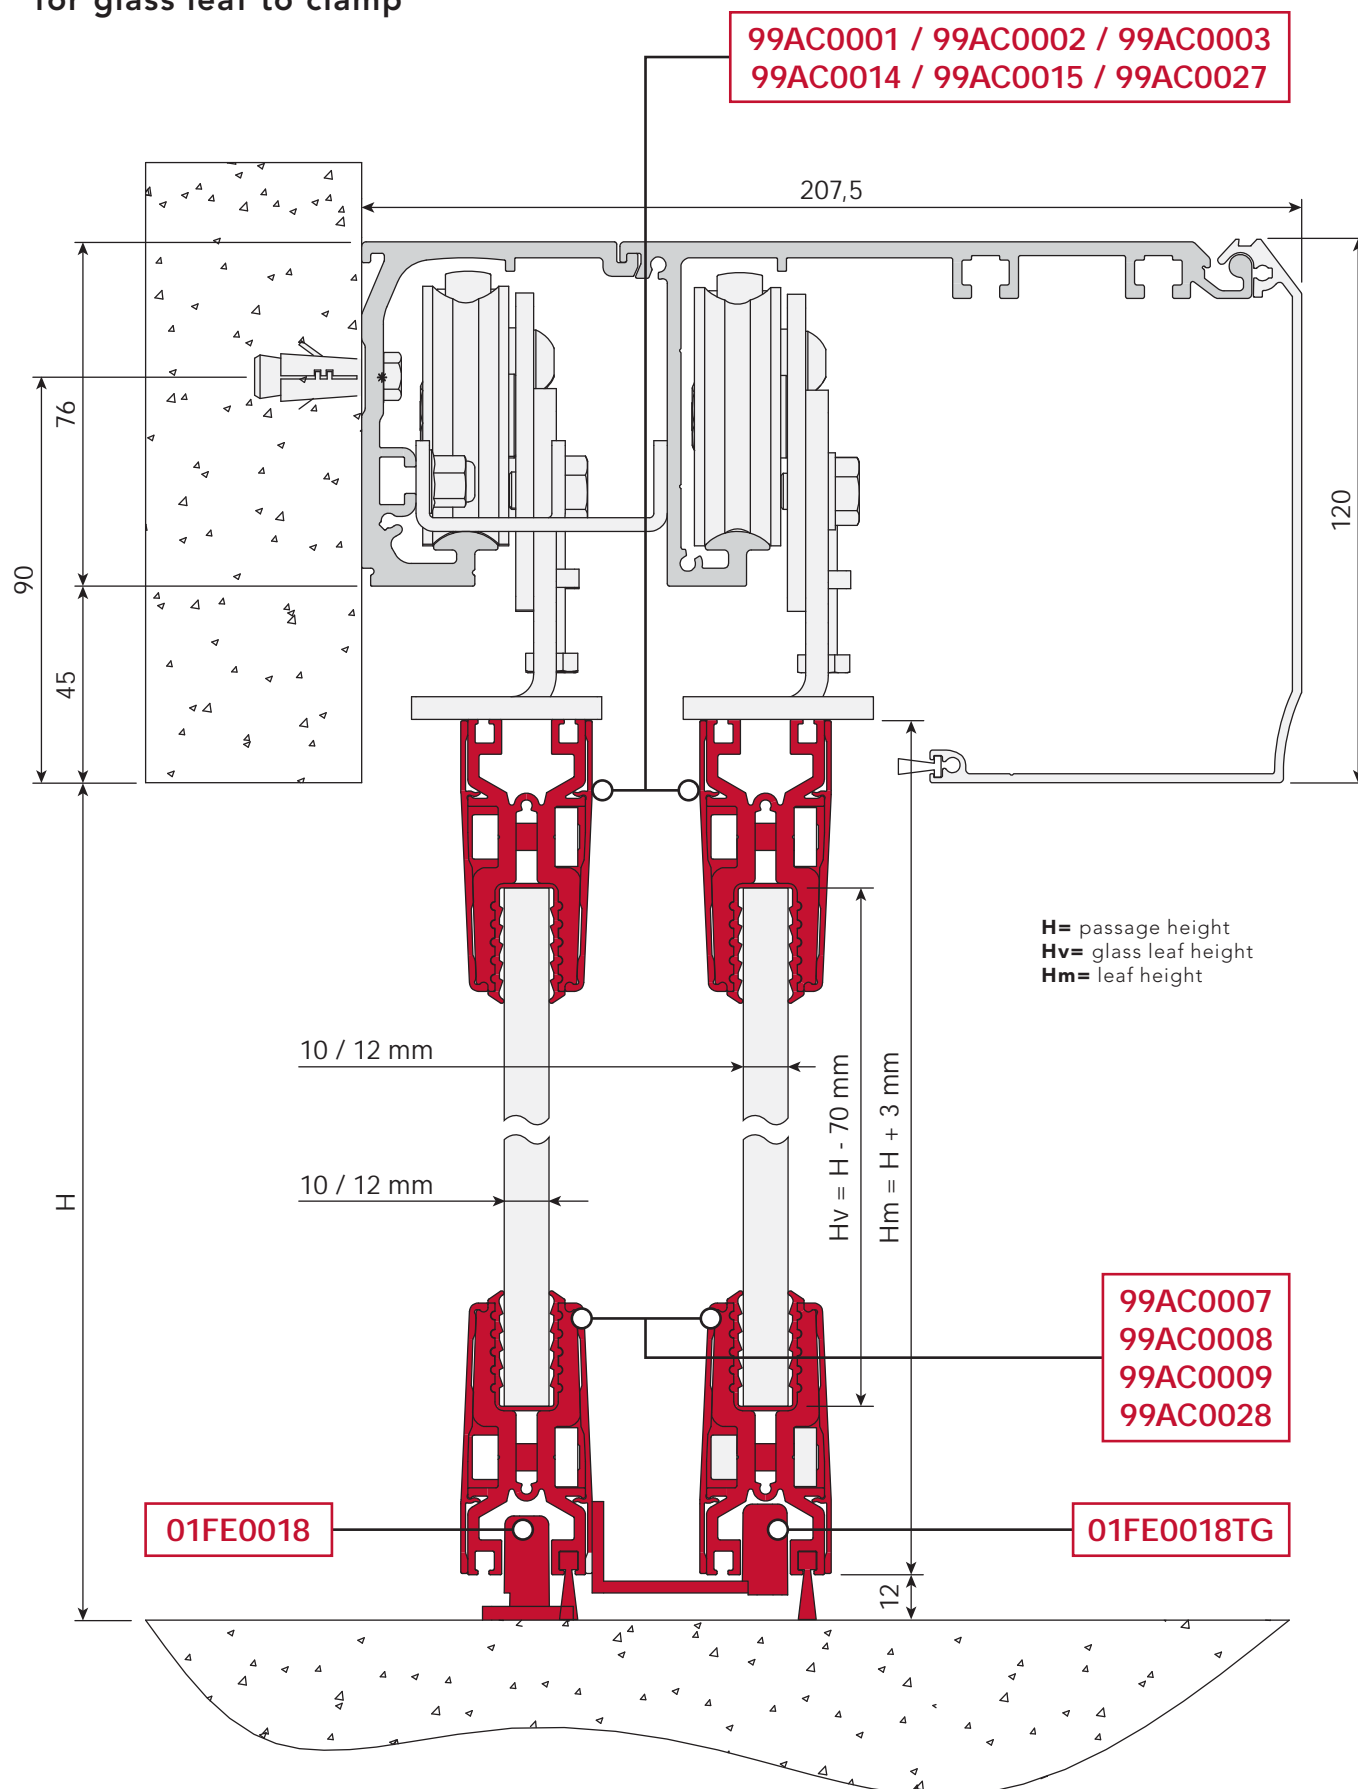 for glass leaf to clamp
99AC0001 / 99AC0002 / 99AC0003
99AC0014 / 99AC0015 / 99AC0027
207,5
76
90
45
120
H= passage height
Hv= glass leaf height
Hm= leaf height
10 / 12 mm
10 / 12 mm
Hv = H - 70 mm
Hm = H + 3 mm
H
99AC0007
99AC0008
99AC0009
99AC0028
01FE0018
01FE0018TG
12